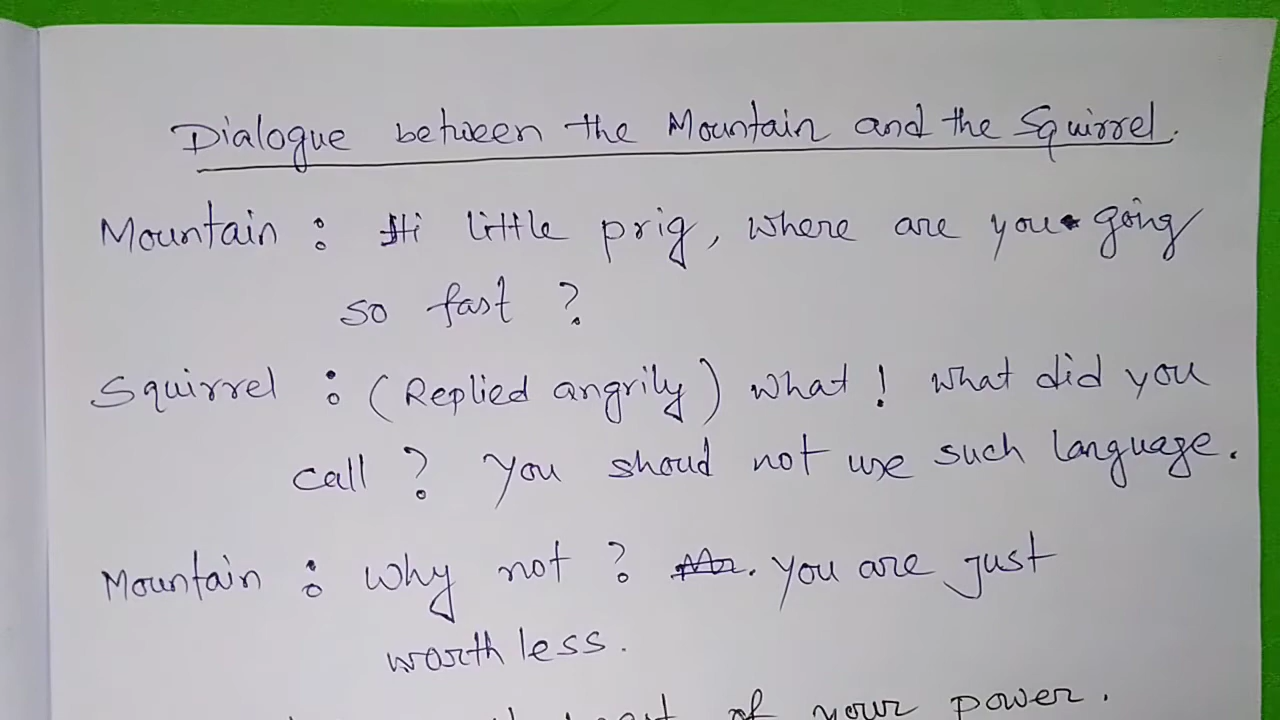 Dialogue between the Mountain and the Squirrel.
Mountain : Hi little prig, where are you going
so fast ?
Squirrel : (Replied angrily) what ! what did you
call ? You shoud not use such language.
Mountain : Why not ? You are just
worthless.
of your power.